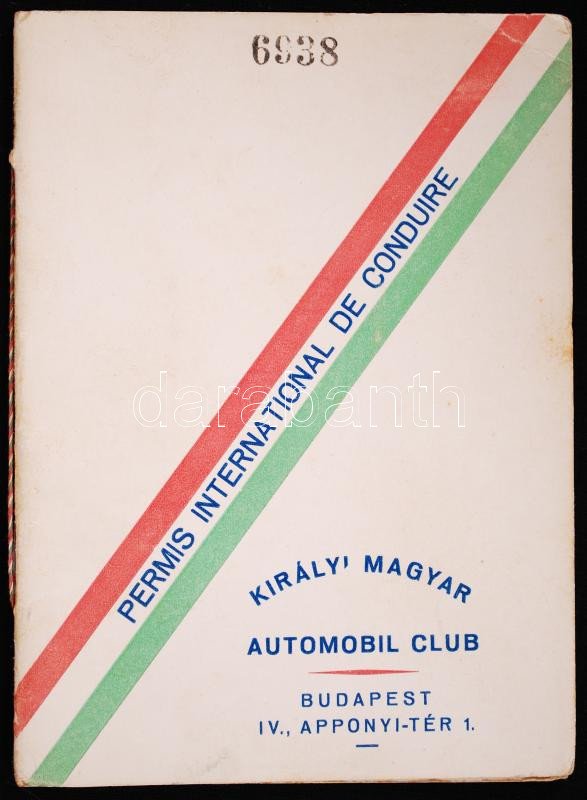 6938
PERMIS INTERNATIONAL DE CONDUIRE
darabanth
KIRÁLYI MAGYAR
AUTOMOBIL CLUB
BUDAPEST
IV., APPONYI-TÉR 1.